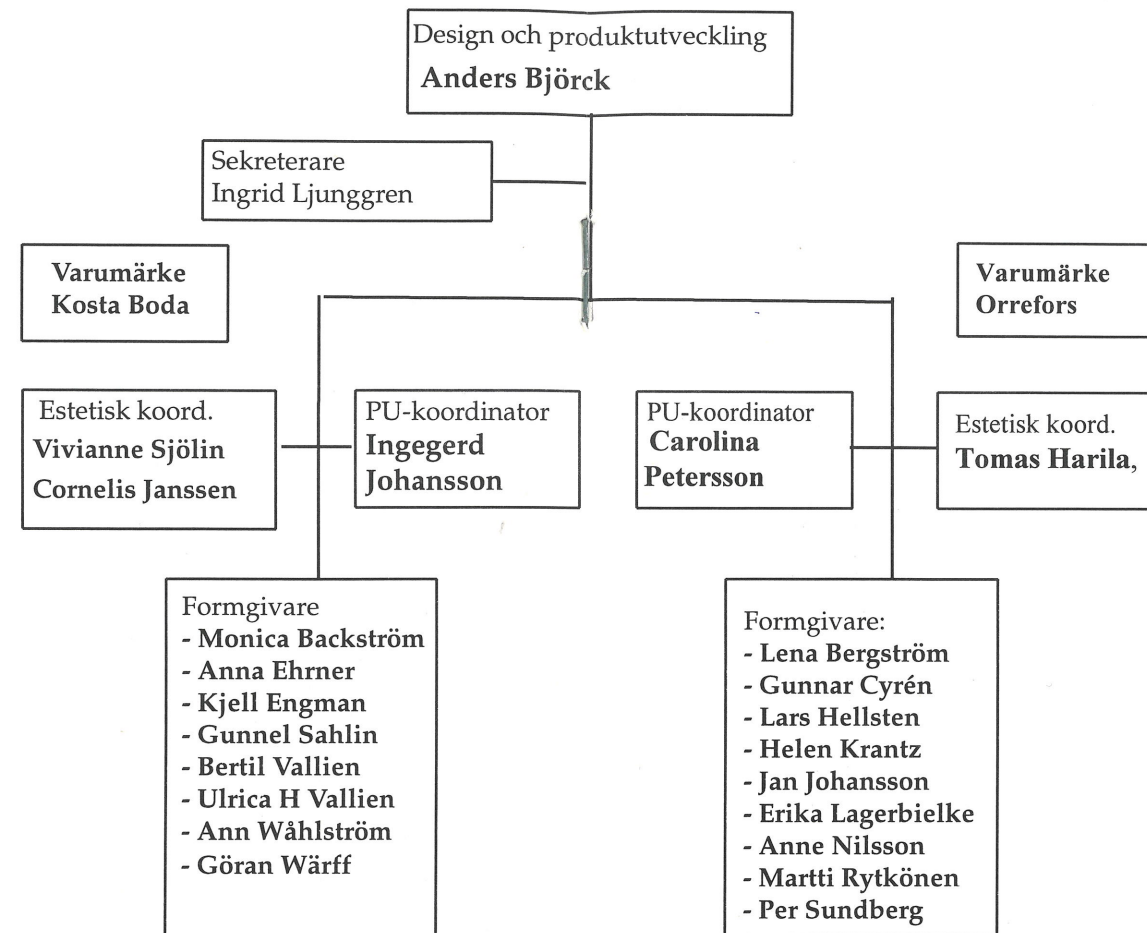 Design och produktutveckling
Anders Björck
Sekreterare
Ingrid Ljunggren
Varumärke
Kosta Boda
Varumärke
Orrefors
Estetisk koord.
Vivianne Sjölin
Cornelis Janssen
PU-koordinator
Ingegerd
Johansson
PU-koordinator
Carolina
Petersson
Estetisk koord.
Tomas Harila,
Formgivare
- Monica Backström
- Anna Ehrner
- Kjell Engman
- Gunnel Sahlin
- Bertil Vallien
- Ulrica H Vallien
- Ann Wåhlström
- Göran Wärff
Formgivare:
- Lena Bergström
- Gunnar Cyrén
- Lars Hellsten
- Helen Krantz
- Jan Johansson
- Erika Lagerbielke
- Anne Nilsson
- Martti Rytkönen
- Per Sundberg